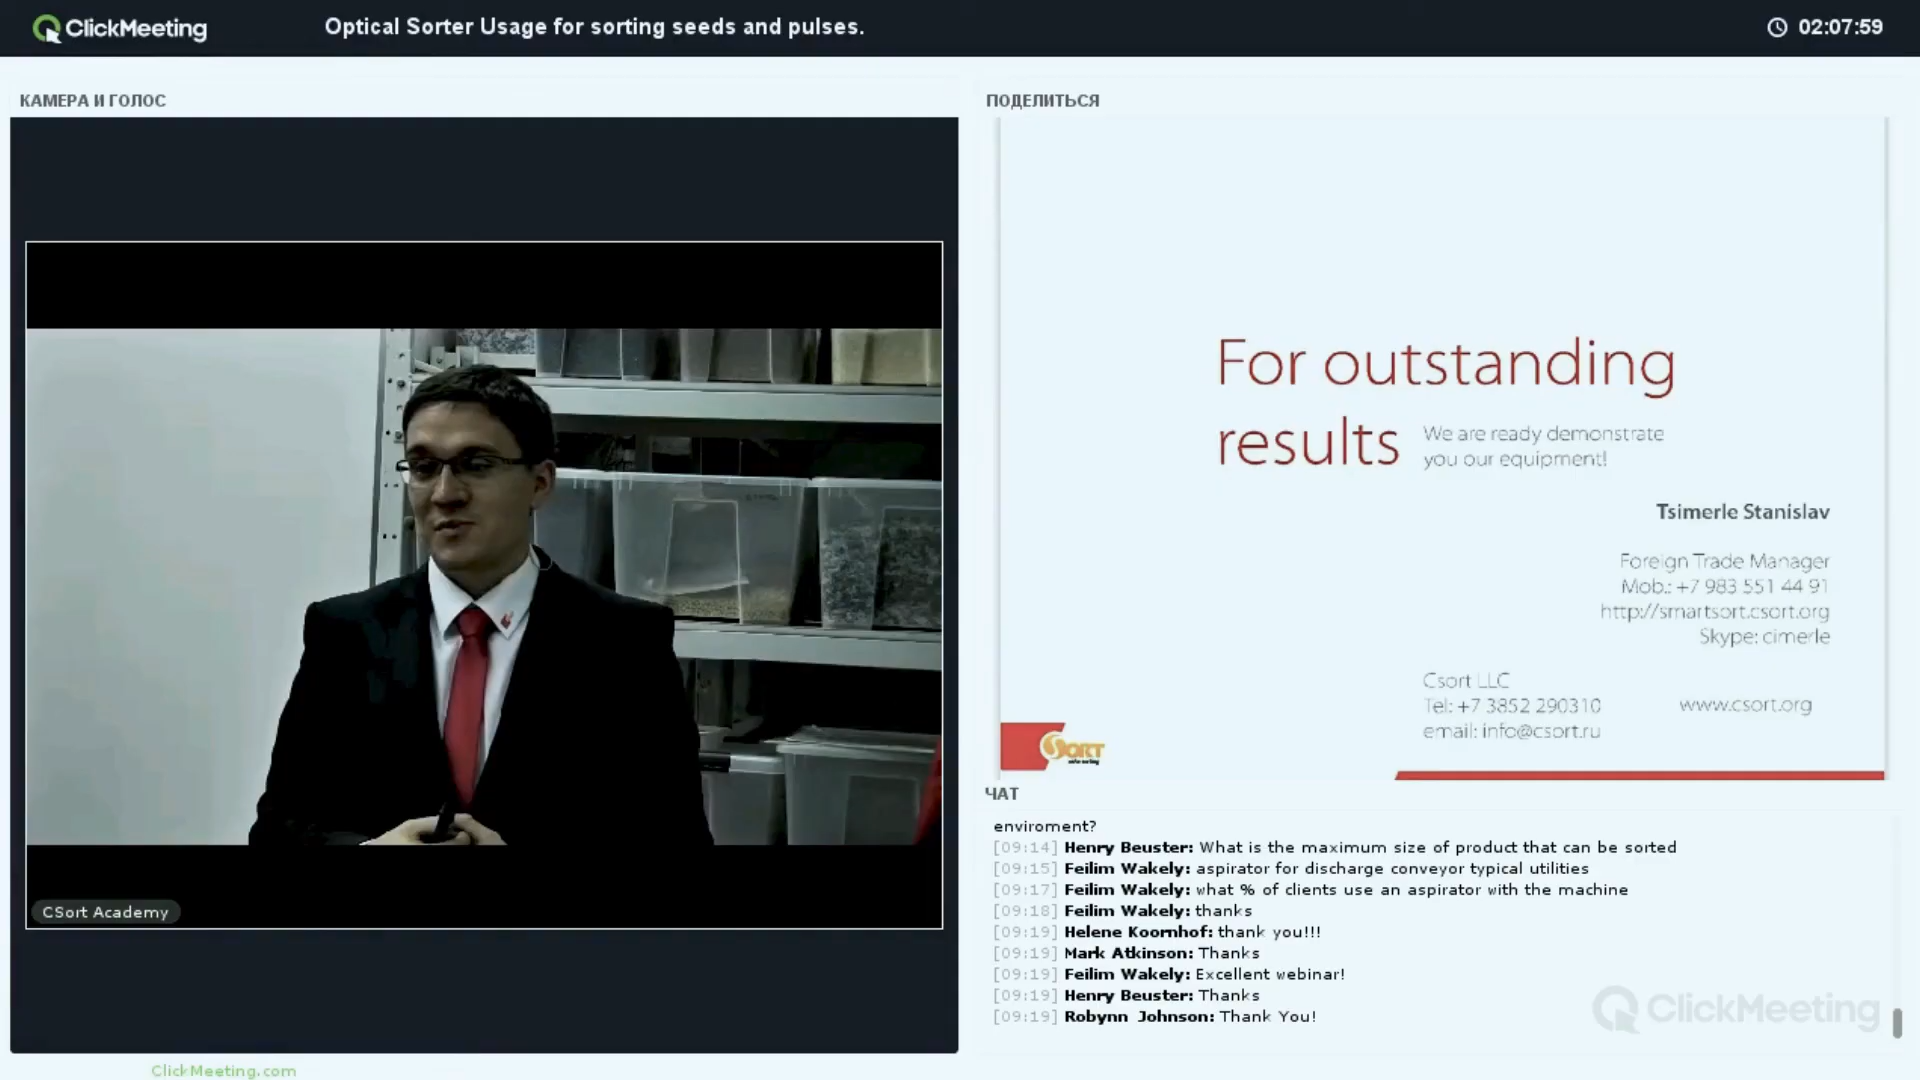 ClickMeeting
Optical Sorter Usage for sorting seeds and pulses.
02:07:59
КАМЕРА И ГОЛОС
CSort Academy
ClickMeeting.com
ПОДЕЛИТЬСЯ
For outstanding
results
We are ready demonstrate
you our equipment!
Tsimerle Stanislav
Foreign Trade Manager
Mob.: +7 983 551 44 91
http://smartsort.csort.org
Skype: cimerle
Csort LLC
Tel: +7 3852 290310
www.csort.org
email: info@csort.ru
SORT
ЧАТ
enviroment?
[09:14] Henry Beuster: What is the maximum size of product that can be sorted
[09:15] Feilim Wakely: aspirator for discharge conveyor typical utilities
[09:17] Feilim Wakely: what % of clients use an aspirator with the machine
[09:18] Feilim Wakely: thanks
[09:19] Helene Koornhof: thank you!!!
[09:19] Mark Atkinson: Thanks
[09:19] Feilim Wakely: Excellent webinar!
[09:19] Henry Beuster: Thanks
[09:19] Robynn Johnson: Thank You!
ClickMeeting